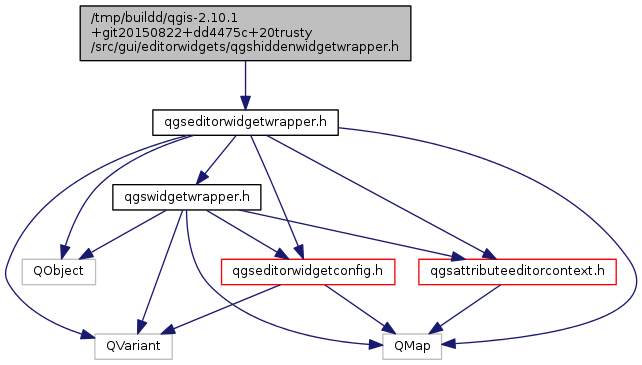 /tmp/buildd/qgis-2.10.1
+git20150822+dd4475c+20trusty
/src/gui/editorwidgets/qgshiddenwidgetwrapper.h
qgseditorwidgetwrapper.h
qgswidgetwrapper.h
QObject
qgseditorwidgetconfig.h
qgsattributeeditorcontext.h
QVariant
QMap